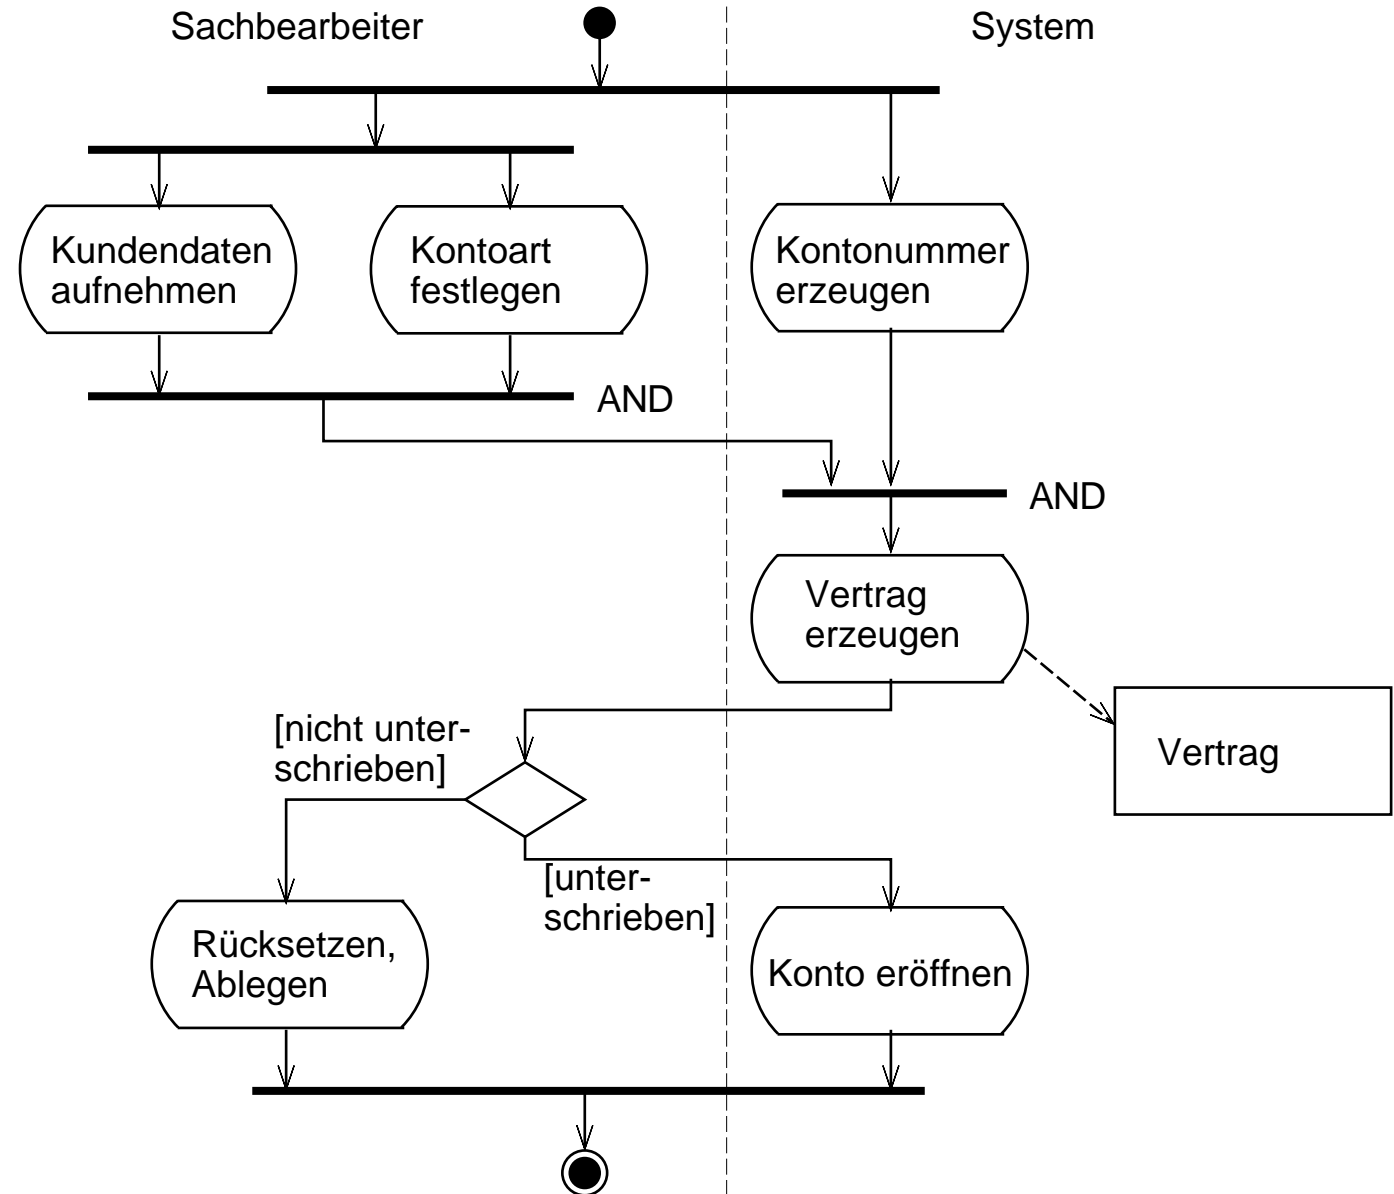 Sachbearbeiter
System
Kundendaten
aufnehmen
Kontoart
festlegen
Kontonummer
erzeugen
AND
AND
Vertrag
erzeugen
[nicht unter-
schrieben]
Vertrag
[unter-
schrieben]
Rücksetzen,
Ablegen
Konto eröffnen